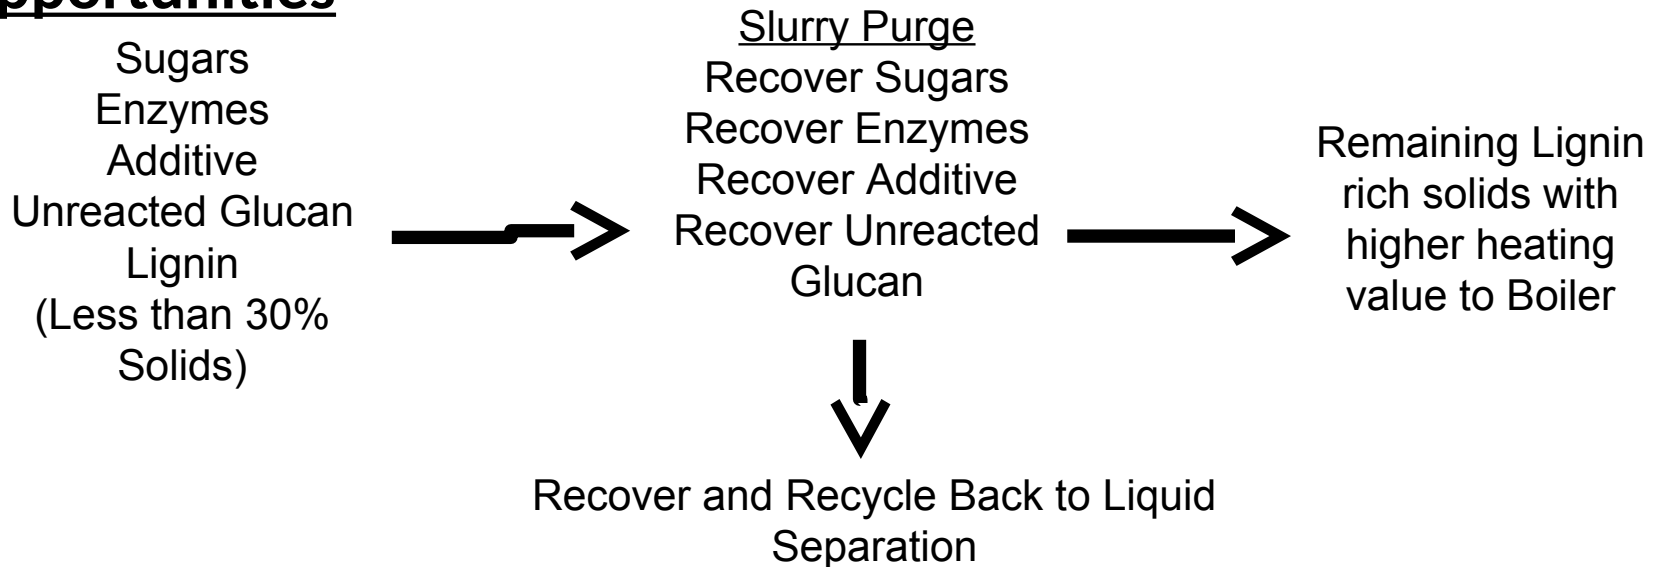 Sugars
Enzymes
Additive
Unreacted Glucan
Lignin
(Less than 30%
Solids)
Slurry Purge
Recover Sugars
Recover Enzymes
Recover Additive
Recover Unreacted
Glucan
Remaining Lignin
rich solids with
higher heating
value to Boiler
Recover and Recycle Back to Liquid
Separation